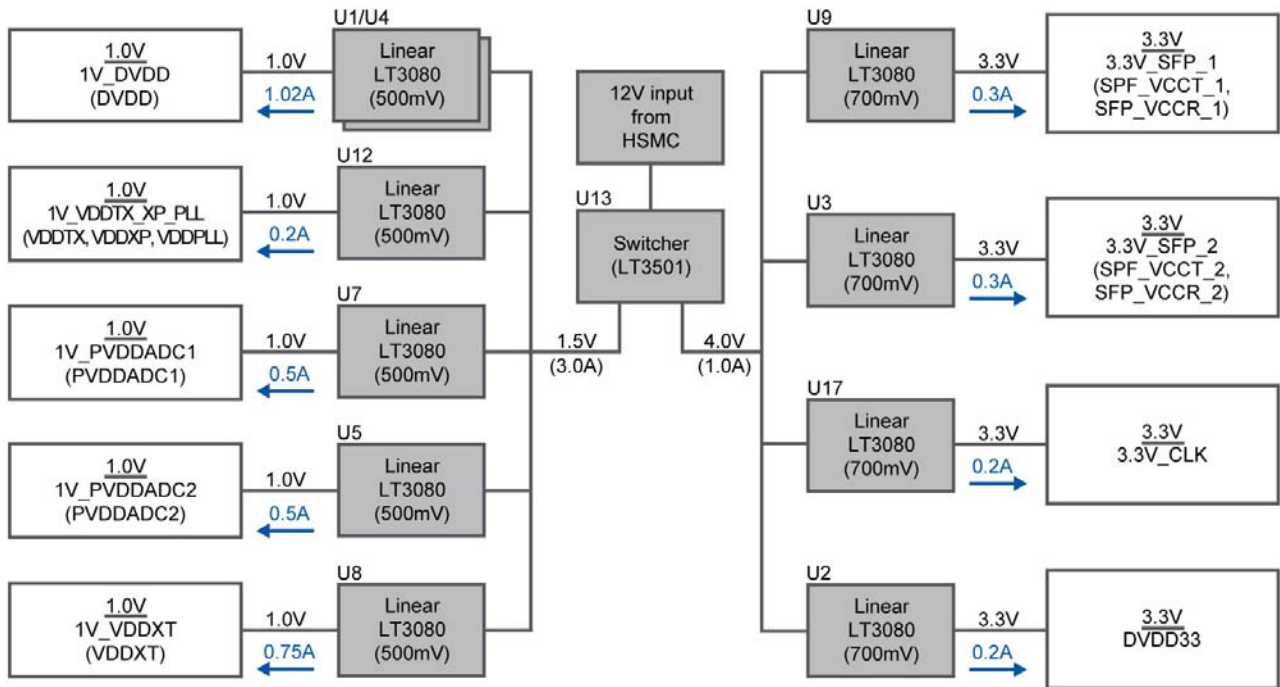 U1/U4
1.0V
1V_DVDD
(DVDD)
1.0V
1.02A
Linear
LT3080
(500mV)
U12
1.0V
1V_VDDTX_XP_PLL
(VDDTX, VDDXP, VDDPLL)
1.0V
0.2A
Linear
LT3080
(500mV)
U7
1.0V
1V_PVDDADC1
(PVDDADC1)
1.0V
0.5A
Linear
LT3080
(500mV)
U5
1.0V
1V_PVDDADC2
(PVDDADC2)
1.0V
0.5A
Linear
LT3080
(500mV)
U8
1.0V
1V_VDDXT
(VDDXT)
1.0V
0.75A
Linear
LT3080
(500mV)
12V input
from
HSMC
U13
Switcher
(LT3501)
1.5V
(3.0A)
4.0V
(1.0A)
U9
Linear
LT3080
(700mV)
3.3V
0.3A
3.3V
3.3V_SFP_1
(SPF_VCCT_1,
SFP_VCCR_1)
U3
Linear
LT3080
(700mV)
3.3V
0.3A
3.3V
3.3V_SFP_2
(SPF_VCCT_2,
SFP_VCCR_2)
U17
Linear
LT3080
(700mV)
3.3V
0.2A
3.3V
3.3V_CLK
U2
Linear
LT3080
(700mV)
3.3V
0.2A
3.3V
DVDD33